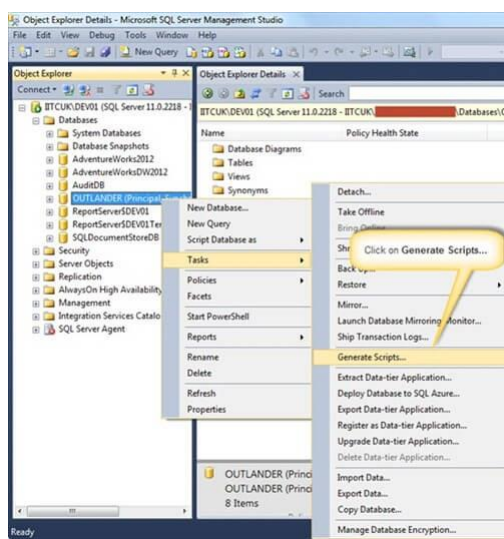 Object Explorer Details - Microsoft SQL Server Management Studio
File Edit View Debug Tools Window Help
New Query
Object Explorer
Connect
IITCUK\DEV01 (SQL Server 11.0.2218 - I
Databases
System Databases
Database Snapshots
AdventureWorks2012
AdventureWorksDW2012
AuditDB
OUTLANDER (Principal,
ReportServer$DEV01
ReportServer$DEV01Te
SQLDocumentStoreDB
Security
Server Objects
Replication
AlwaysOn High Availability
Management
Integration Services Catalo
SQL Server Agent
Object Explorer Details
Search
IITCUK\DEV01 (SQL Server 11.0.2218 - IITCUK\ \Databases\
Name Policy Health State
Database Diagrams
Tables
Views
Synonyms
New Database...
New Query
Script Database as
Tasks
Policies
Facets
Start PowerShell
Reports
Rename
Delete
Refresh
Properties
Detach...
Take Offline
Bring Online
Shr
Click on Generate Scripts...
Back Up...
Restore
Mirror...
Launch Database Mirroring Monitor...
Ship Transaction Logs...
Generate Scripts...
Extract Data-tier Application...
Deploy Database to SQL Azure...
Export Data-tier Application...
Register as Data-tier Application...
Upgrade Data-tier Application...
Delete Data-tier Application...
Import Data...
Export Data...
Copy Database...
Manage Database Encryption...
OUTLANDER (Princi
OUTLANDER (Princi
8 Items
Ready